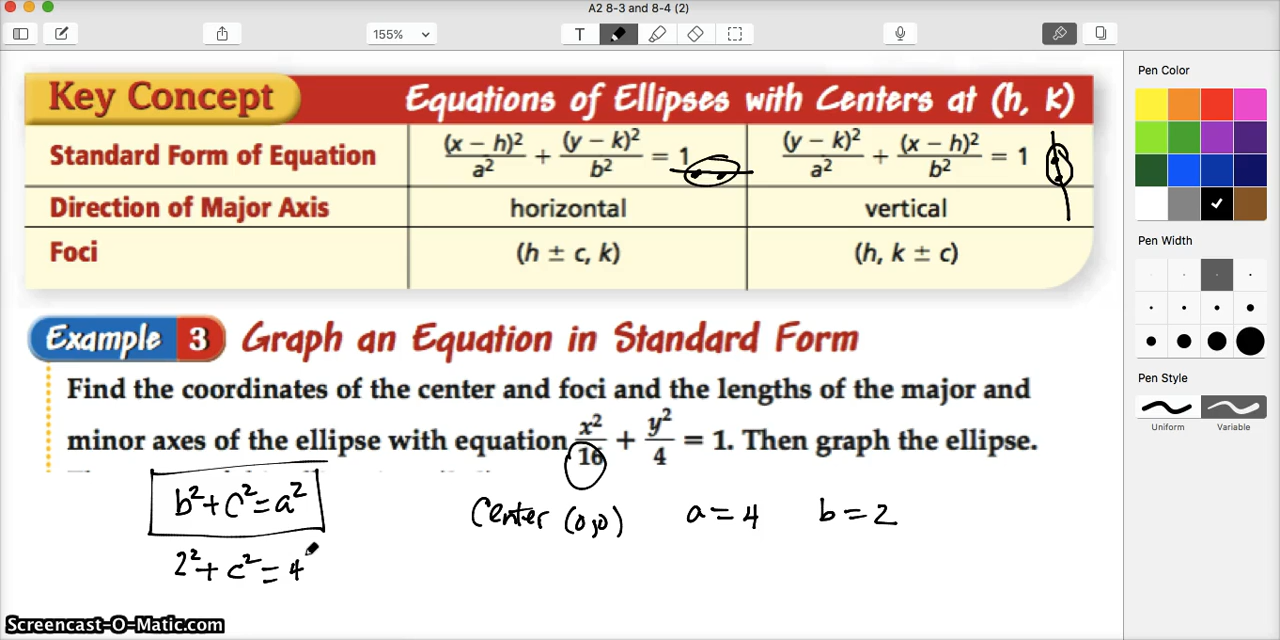 A2 8-3 and 8-4 (2)
155%
T
Pen Color
Key Concept Equations of Ellipses with Centers at (h, k)
Standard Form of Equation (x − h)²/a² + (y − k)²/b² = 1 (y − k)²/a² + (x − h)²/b² = 1
Direction of Major Axis horizontal vertical
Foci (h ± c, k) (h, k ± c)
Pen Width
Example 3 Graph an Equation in Standard Form
Find the coordinates of the center and foci and the lengths of the major and
minor axes of the ellipse with equation x²/16 + y²/4 = 1. Then graph the ellipse.
Pen Style
Uniform Variable
b²+c²=a² Center (0,0) a=4 b=2
2²+c²=4
Screencast-O-Matic.com